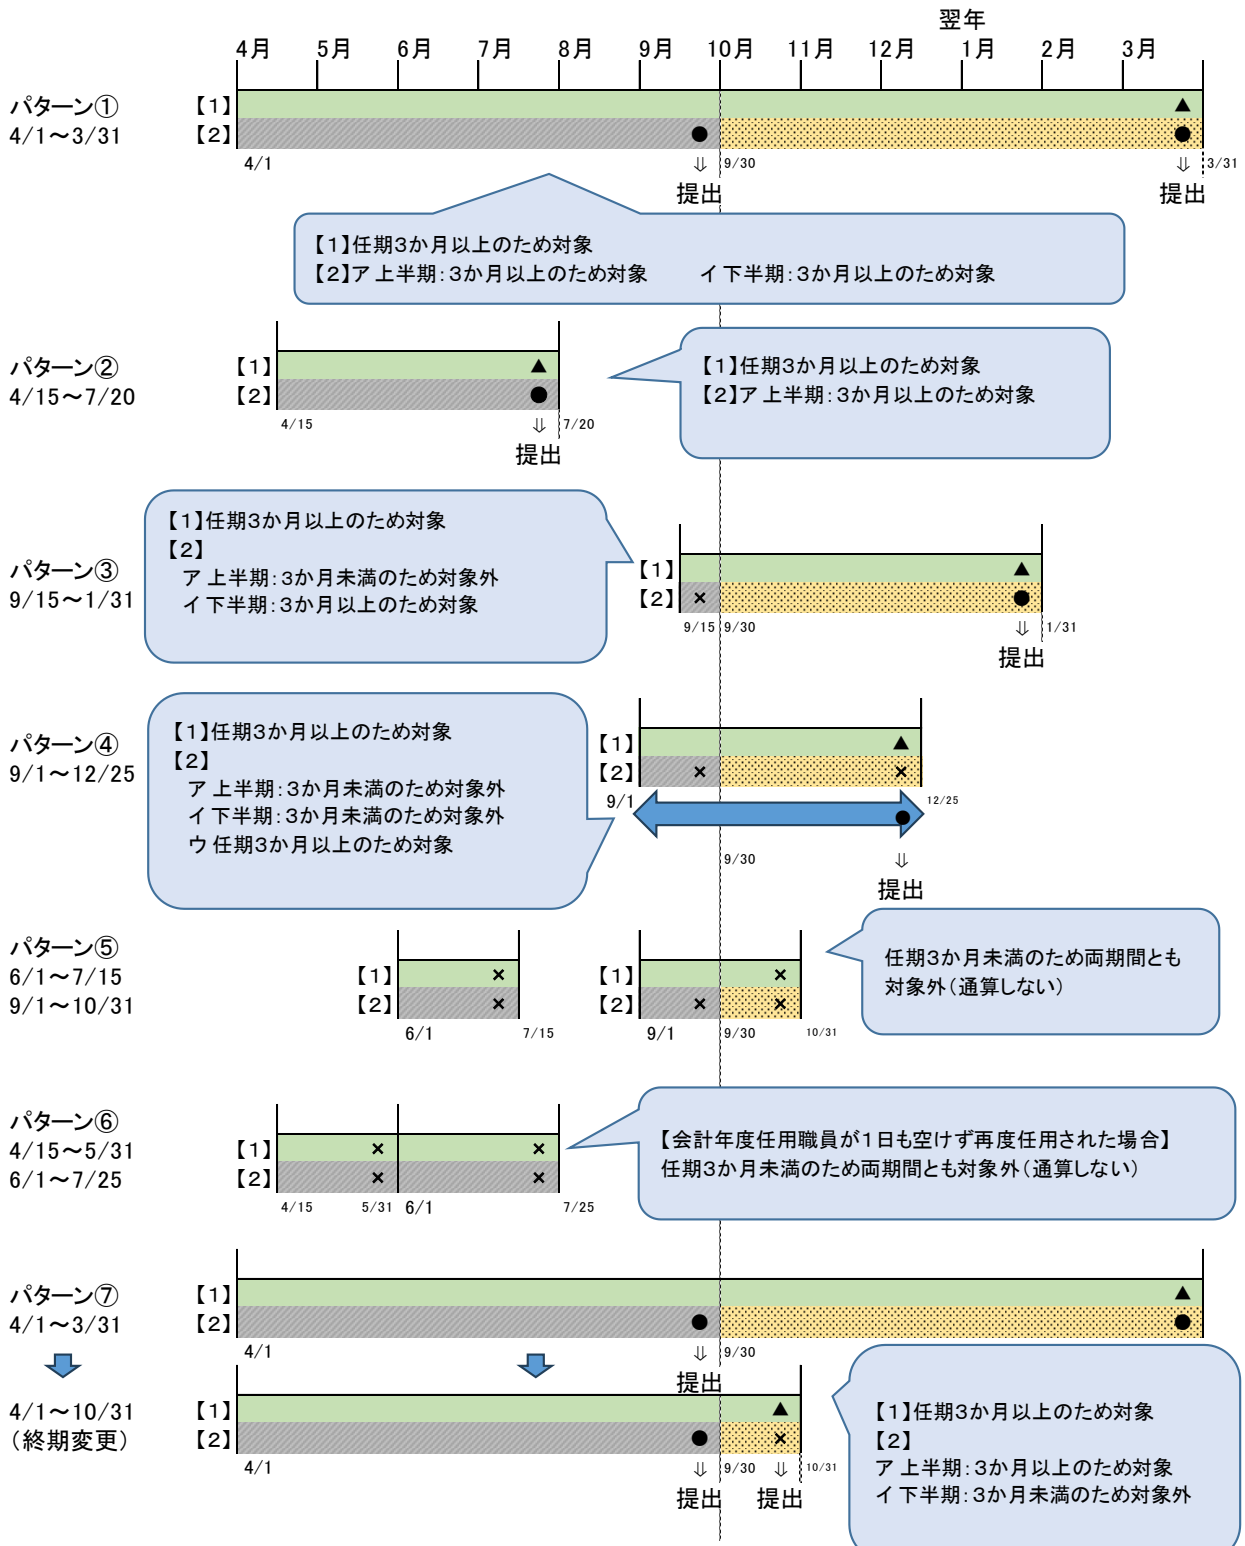 翌年
4月 5月 6月 7月 8月 9月 10月 11月 12月 1月 2月 3月
パターン① 【1】 ▲
4/1～3/31 【2】 ● ●
4/1 ⇓ 9/30 ⇓ 3/31
提出 提出
【1】任期3か月以上のため対象
【2】ア 上半期：3か月以上のため対象 イ 下半期：3か月以上のため対象
パターン② 【1】 ▲
4/15～7/20 【2】 ●
4/15 ⇓ 7/20
提出
【1】任期3か月以上のため対象
【2】ア 上半期：3か月以上のため対象
【1】任期3か月以上のため対象
【2】
ア 上半期：3か月未満のため対象外
イ 下半期：3か月以上のため対象
パターン③ 【1】 ▲
9/15～1/31 【2】 × ●
9/15 9/30 ⇓ 1/31
提出
【1】任期3か月以上のため対象
【2】
ア 上半期：3か月未満のため対象外
イ 下半期：3か月未満のため対象外
ウ 任期3か月以上のため対象
パターン④ 【1】 ▲
9/1～12/25 【2】 × ×
9/1 ● 12/25
9/30 ⇓
提出
パターン⑤
6/1～7/15 【1】 × 【1】 ×
9/1～10/31 【2】 × 【2】 × ×
6/1 7/15 9/1 9/30 10/31
任期3か月未満のため両期間とも
対象外（通算しない）
パターン⑥
4/15～5/31 【1】 × ×
6/1～7/25 【2】 × ×
4/15 5/31 6/1 7/25
【会計年度任用職員が1日も空けず再度任用された場合】
任期3か月未満のため両期間とも対象外（通算しない）
パターン⑦ 【1】 ▲
4/1～3/31 【2】 ● ●
4/1 ⇓ 9/30
提出
4/1～10/31 【1】 ▲
（終期変更） 【2】 ● ×
4/1 ⇓ 9/30 ⇓ 10/31
提出 提出
【1】任期3か月以上のため対象
【2】
ア 上半期：3か月以上のため対象
イ 下半期：3か月未満のため対象外